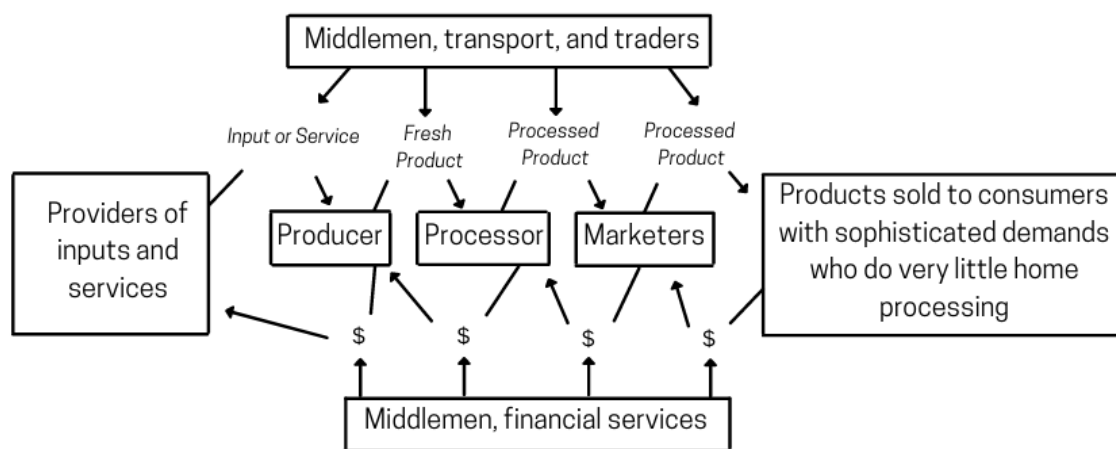 Middlemen, transport, and traders
Input or Service
Fresh
Product
Processed
Product
Processed
Product
Providers of
inputs and
services
Producer
Processor
Marketers
Products sold to consumers
with sophisticated demands
who do very little home
processing
$
$
$
$
Middlemen, financial services